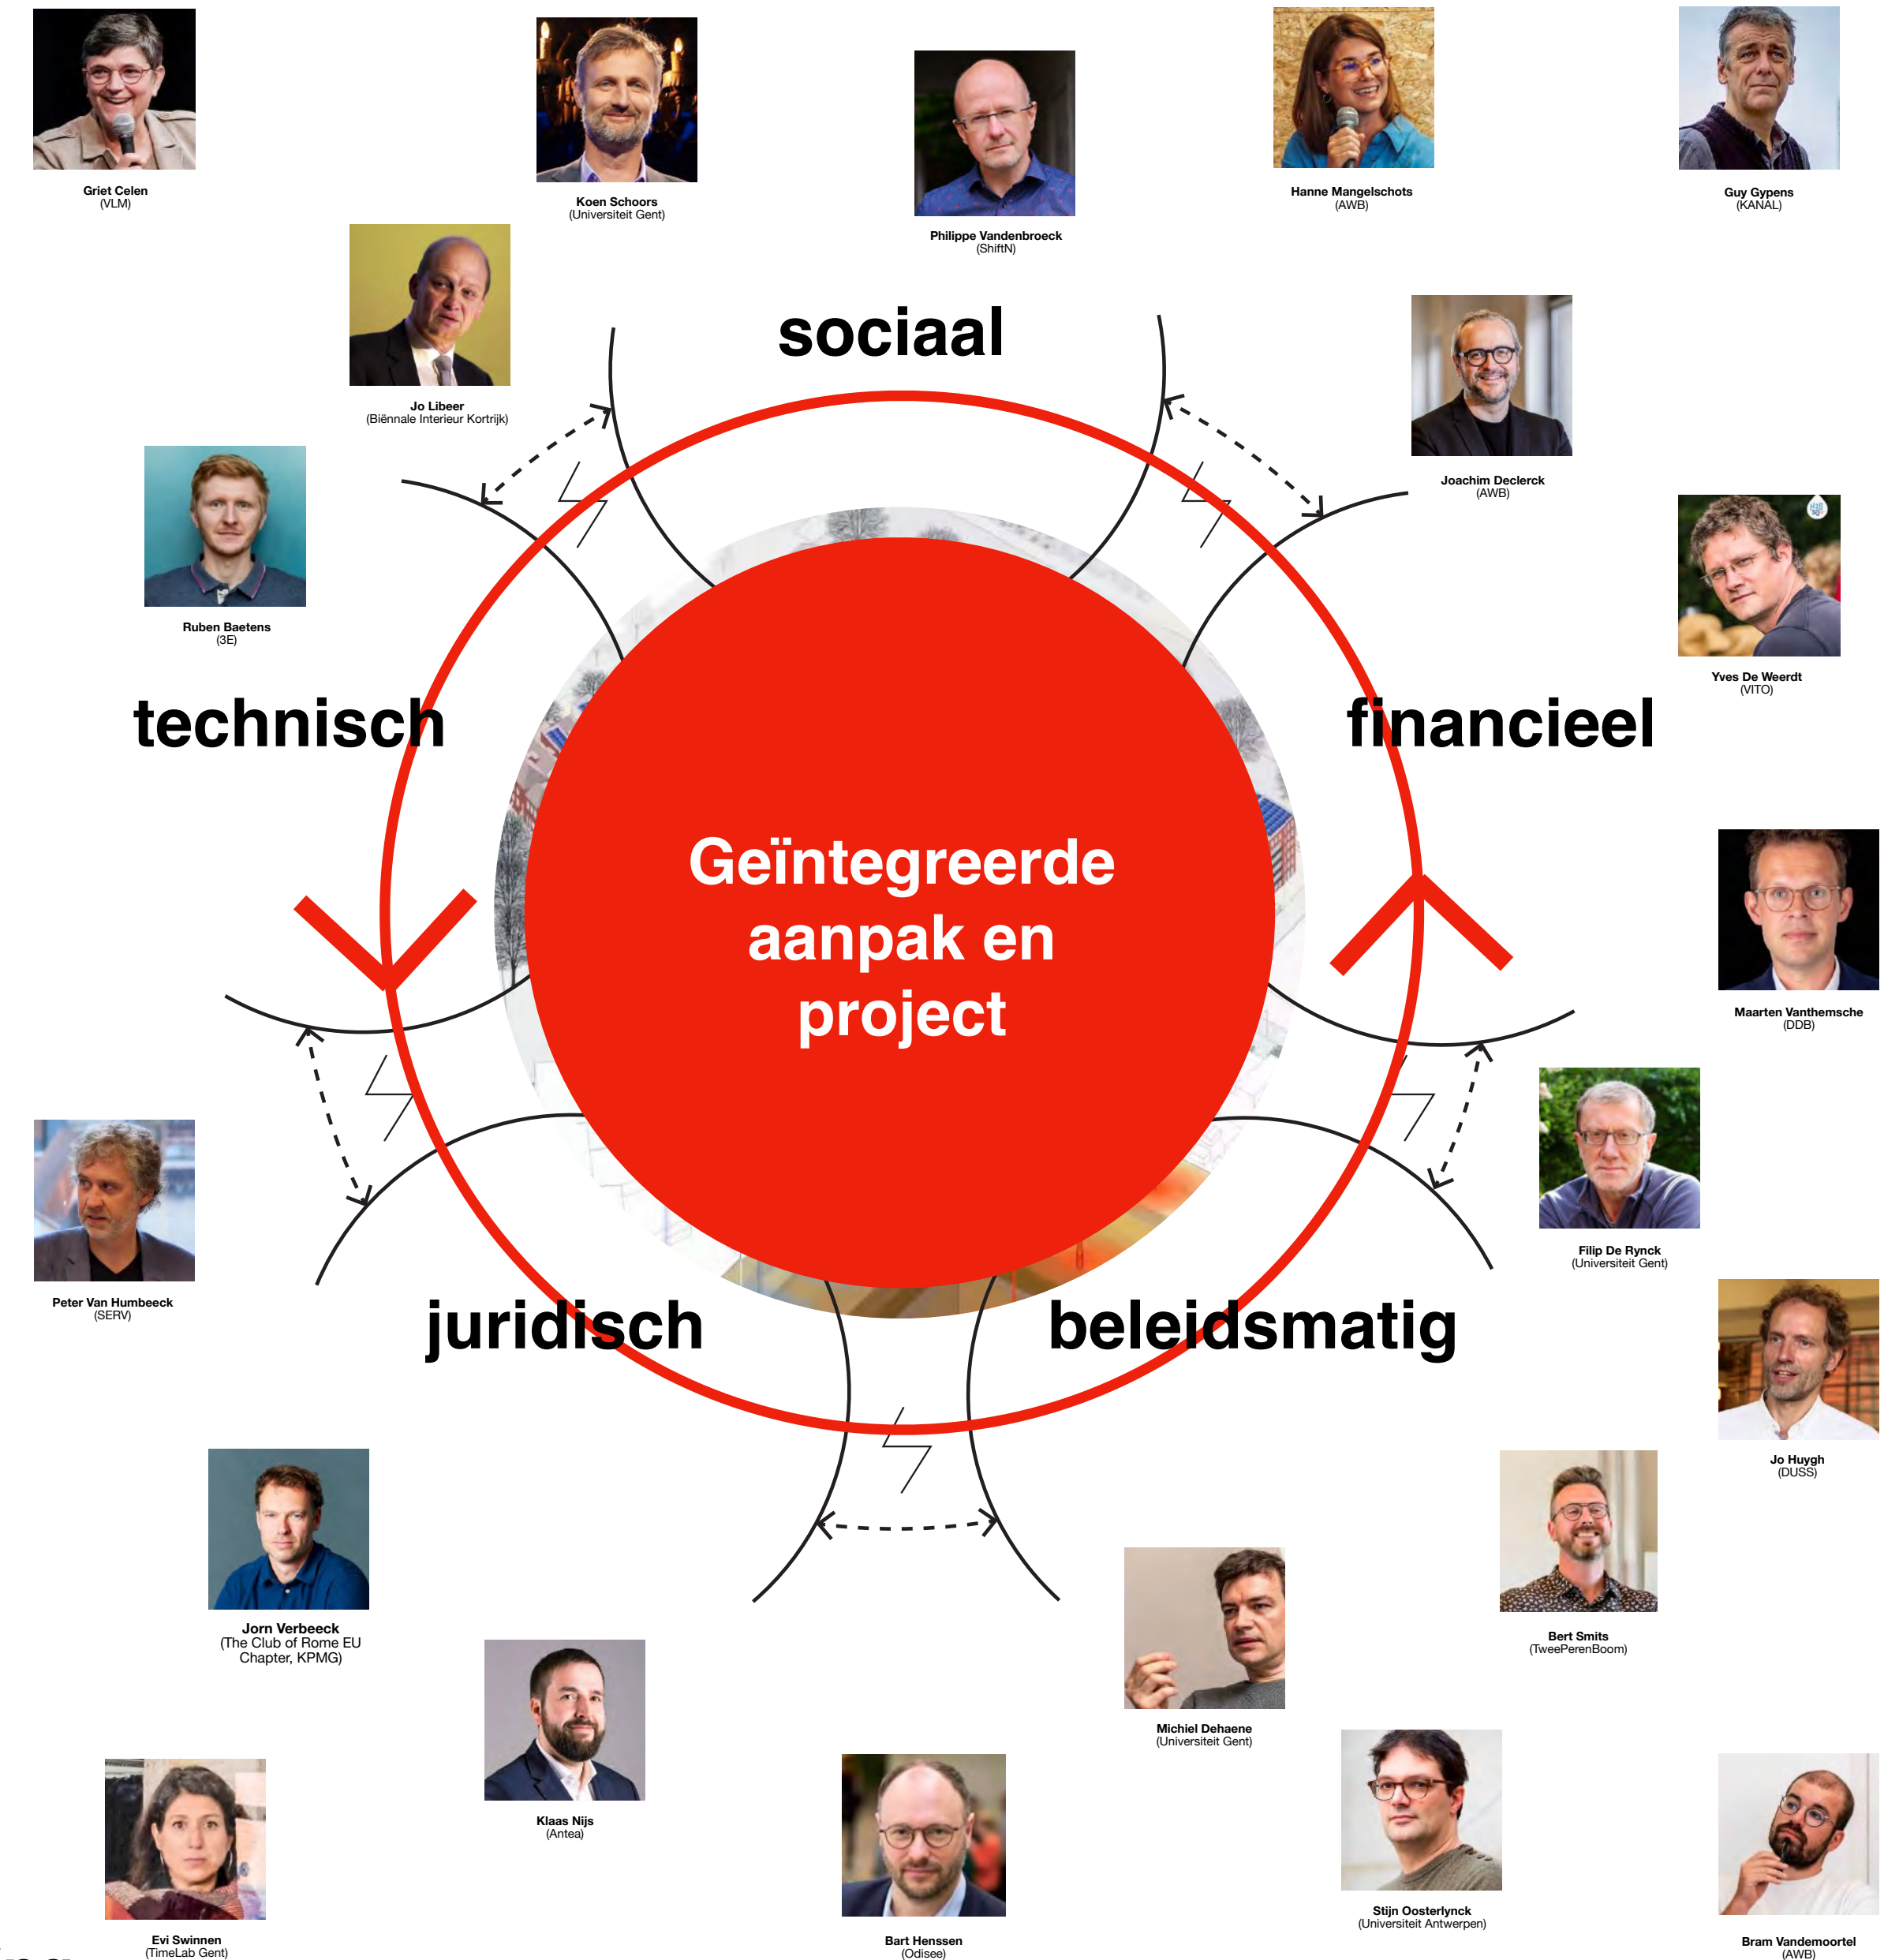 Griet Celen
(VLM)
Koen Schoors
(Universiteit Gent)
Philippe Vandenbroeck
(ShiftN)
Hanne Mangelschots
(AWB)
Guy Gypens
(KANAL)
Jo Libeer
(Biënnale Interieur Kortrijk)
sociaal
Joachim Declerck
(AWB)
Ruben Baetens
(3E)
Yves De Weerdt
(VITO)
technisch
financieel
Geïntegreerde
aanpak en
project
Maarten Vanthemsche
(DDB)
Filip De Rynck
(Universiteit Gent)
Peter Van Humbeeck
(SERV)
juridisch
beleidsmatig
Jo Huygh
(DUSS)
Jorn Verbeeck
(The Club of Rome EU
Chapter, KPMG)
Bert Smits
(TweePerenBoom)
Michiel Dehaene
(Universiteit Gent)
Klaas Nijs
(Antea)
Stijn Oosterlynck
(Universiteit Antwerpen)
Evi Swinnen
(TimeLab Gent)
Bart Henssen
(Odisee)
Bram Vandemoortel
(AWB)